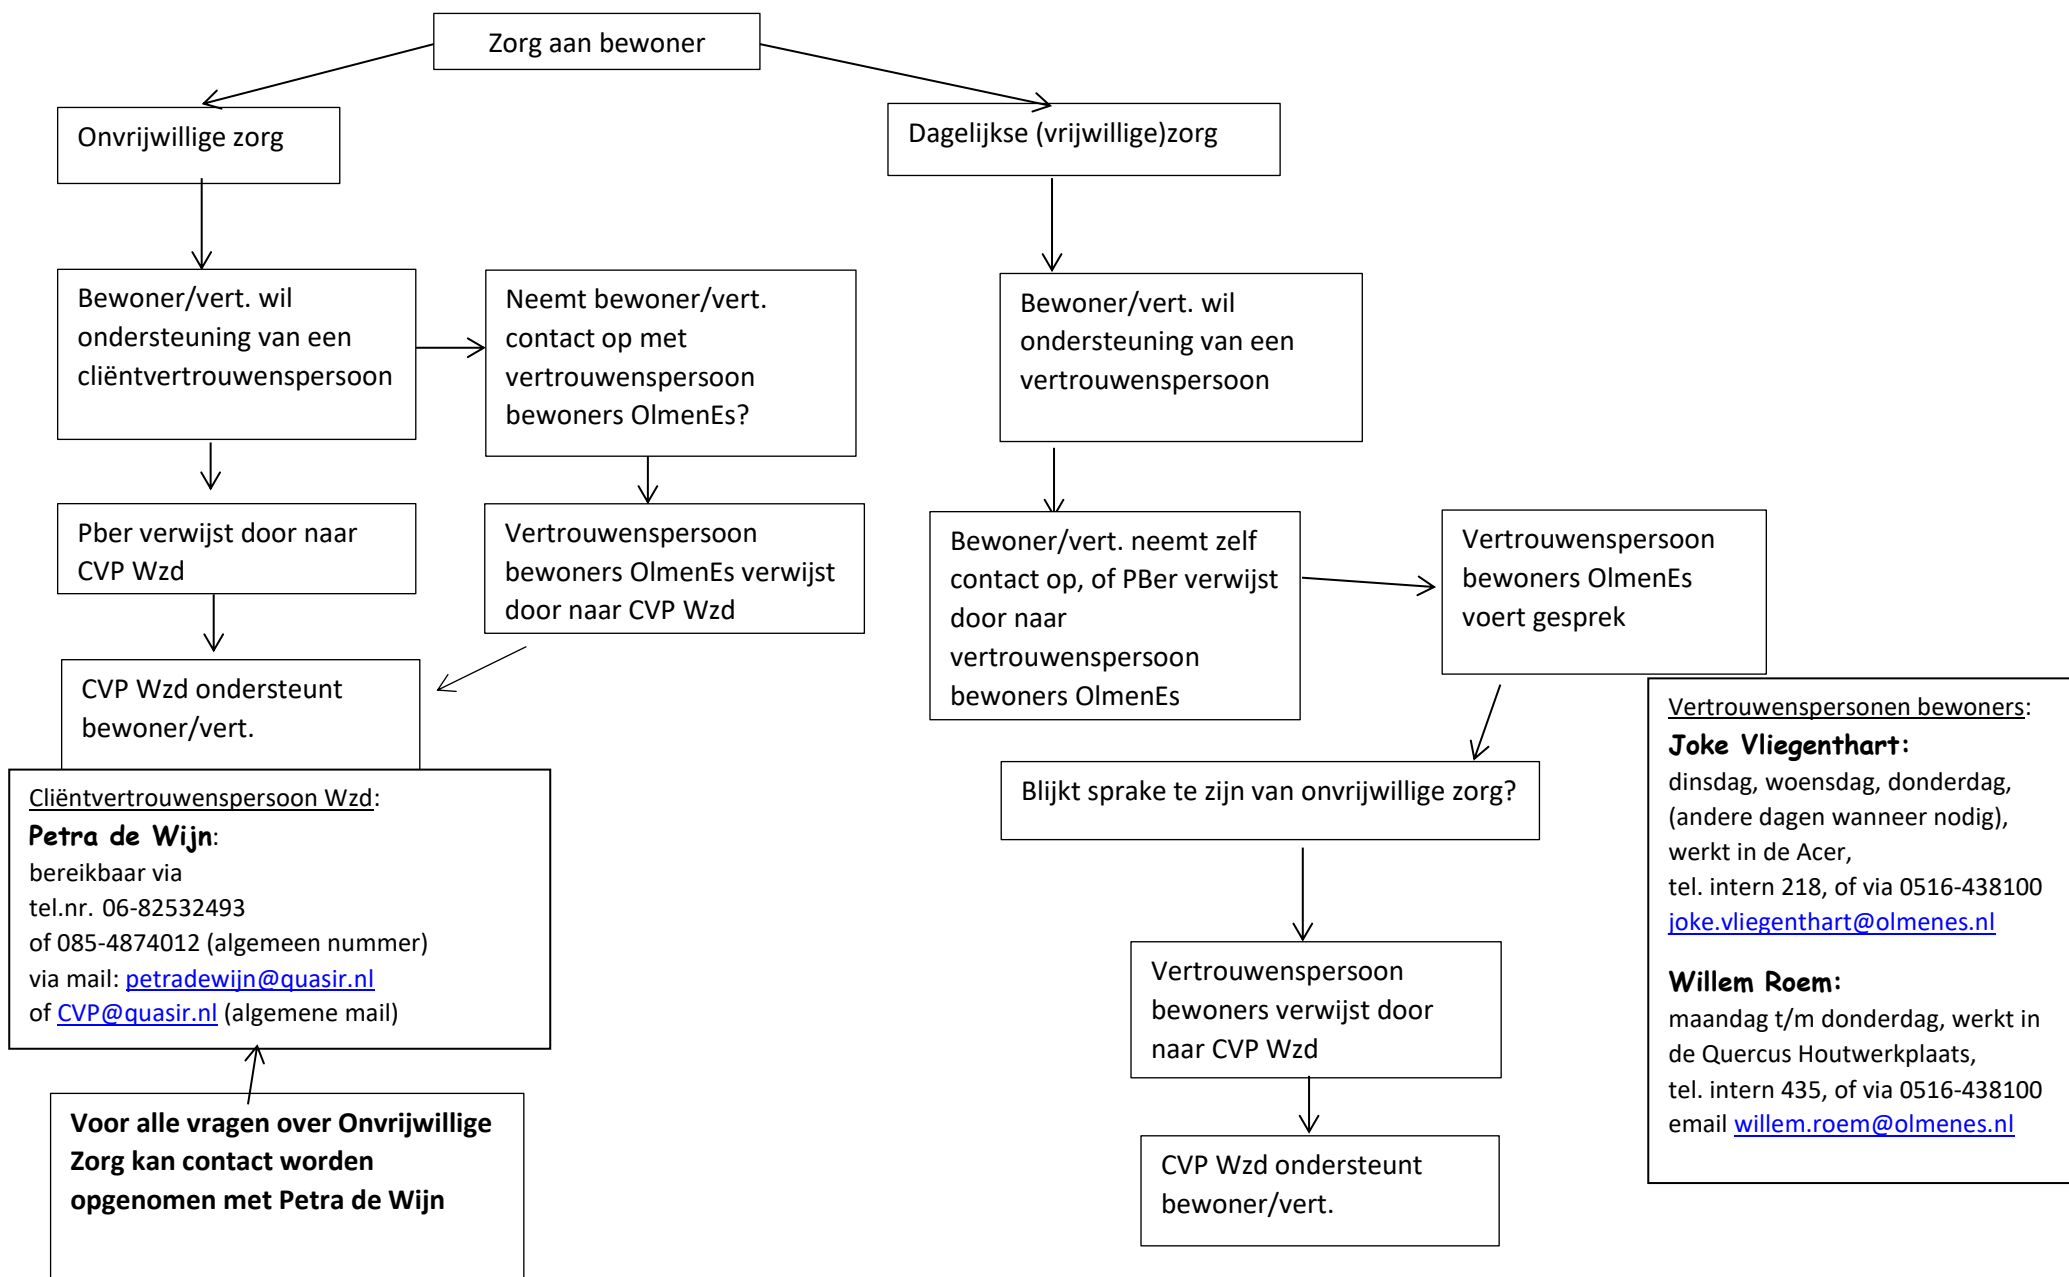 Zorg aan bewoner
Onvrijwillige zorg
Dagelijkse (vrijwillige)zorg
Bewoner/vert. wil
ondersteuning van een
cliëntvertrouwenspersoon
Neemt bewoner/vert.
contact op met
vertrouwenspersoon
bewoners OlmenEs?
Bewoner/vert. wil
ondersteuning van een
vertrouwenspersoon
Pber verwijst door naar
CVP Wzd
Vertrouwenspersoon
bewoners OlmenEs verwijst
door naar CVP Wzd
Bewoner/vert. neemt zelf
contact op, of PBer verwijst
door naar
vertrouwenspersoon
bewoners OlmenEs
Vertrouwenspersoon
bewoners OlmenEs
voert gesprek
CVP Wzd ondersteunt
bewoner/vert.
Cliëntvertrouwenspersoon Wzd:
Petra de Wijn:
bereikbaar via
tel.nr. 06-82532493
of 085-4874012 (algemeen nummer)
via mail: petradewijn@quasir.nl
of CVP@quasir.nl (algemene mail)
Voor alle vragen over Onvrijwillige
Zorg kan contact worden
opgenomen met Petra de Wijn
Blijkt sprake te zijn van onvrijwillige zorg?
Vertrouwenspersoon
bewoners verwijst door
naar CVP Wzd
CVP Wzd ondersteunt
bewoner/vert.
Vertrouwenspersonen bewoners:
Joke Vliegenthart:
dinsdag, woensdag, donderdag,
(andere dagen wanneer nodig),
werkt in de Acer,
tel. intern 218, of via 0516-438100
joke.vliegenthart@olmenes.nl
Willem Roem:
maandag t/m donderdag, werkt in
de Quercus Houtwerkplaats,
tel. intern 435, of via 0516-438100
email willem.roem@olmenes.nl